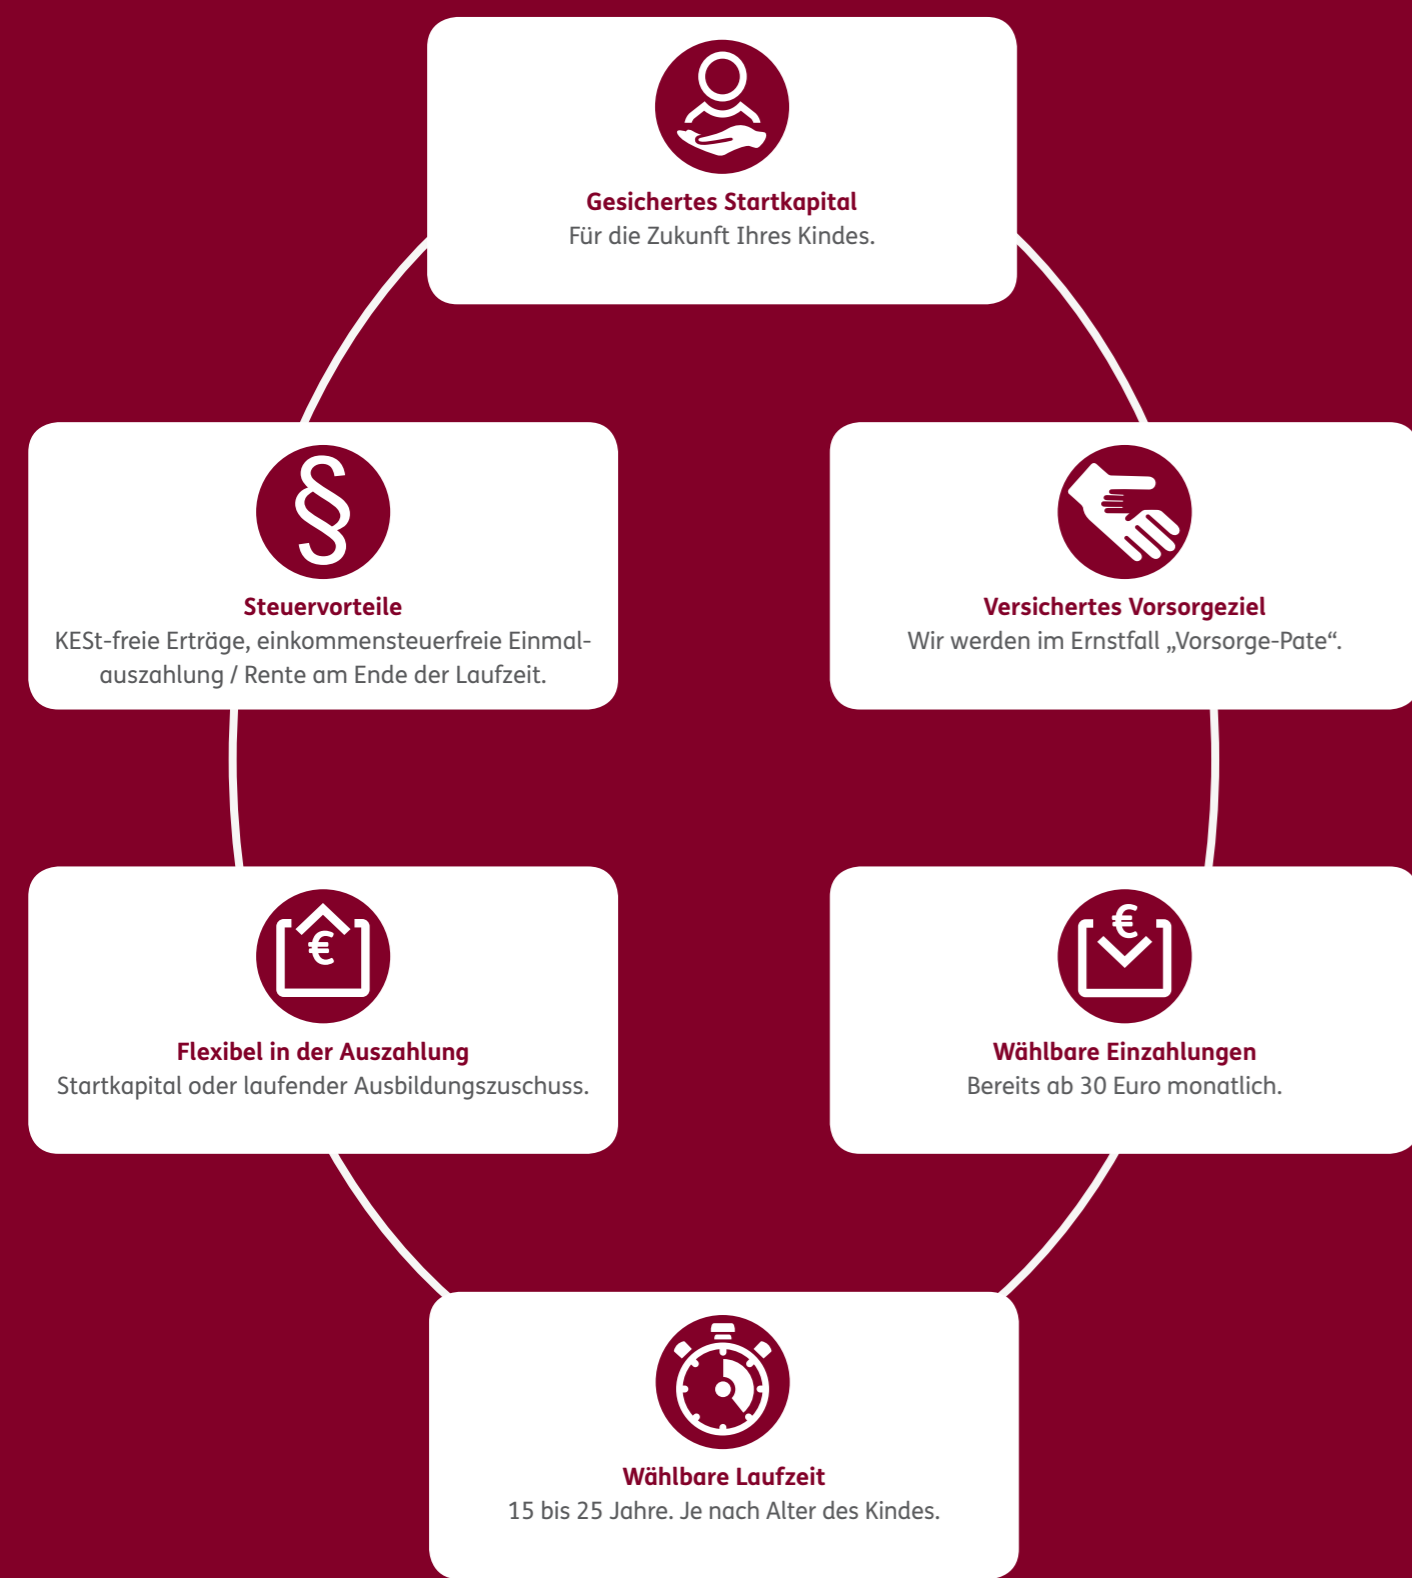 Gesichertes Startkapital
Für die Zukunft Ihres Kindes.
Steuervorteile
KESt-freie Erträge, einkommensteuerfreie Einmal-
auszahlung / Rente am Ende der Laufzeit.
Versichertes Vorsorgeziel
Wir werden im Ernstfall „Vorsorge-Pate“.
Flexibel in der Auszahlung
Startkapital oder laufender Ausbildungszuschuss.
Wählbare Einzahlungen
Bereits ab 30 Euro monatlich.
Wählbare Laufzeit
15 bis 25 Jahre. Je nach Alter des Kindes.